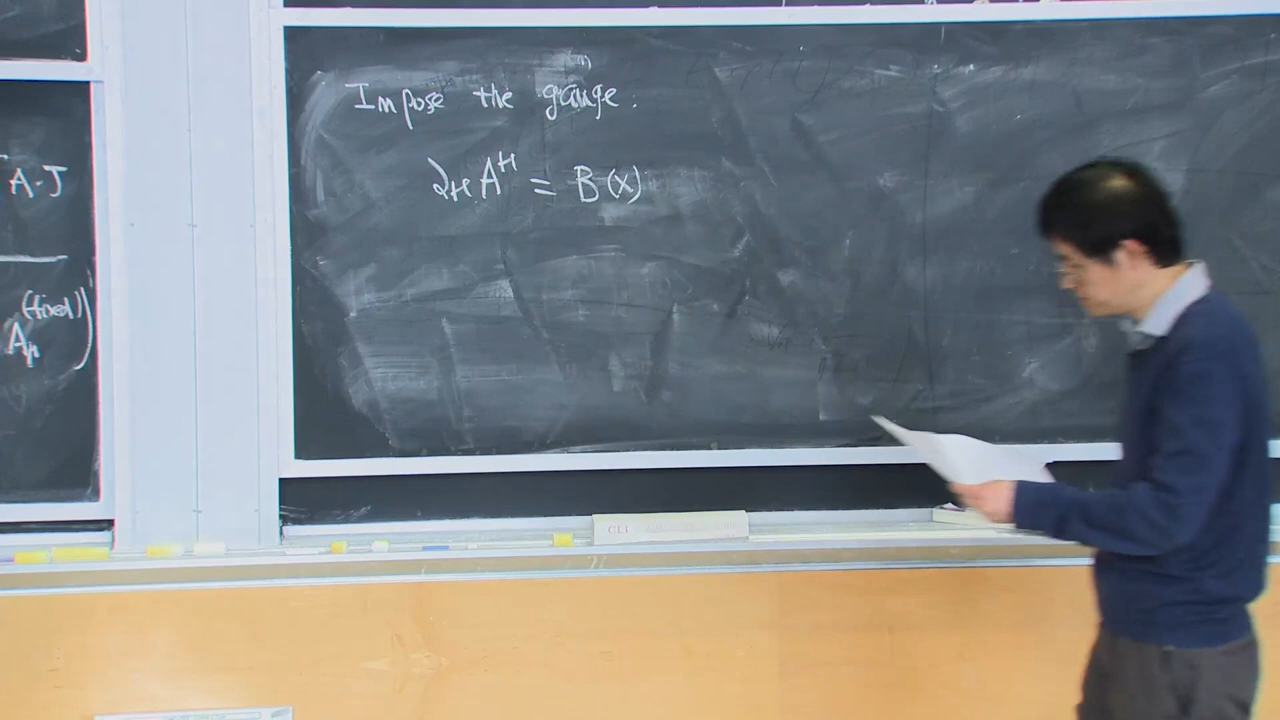 A·J
(fixed)
A_μ )
Impose the gauge:
∂_μ A^μ = B(x)